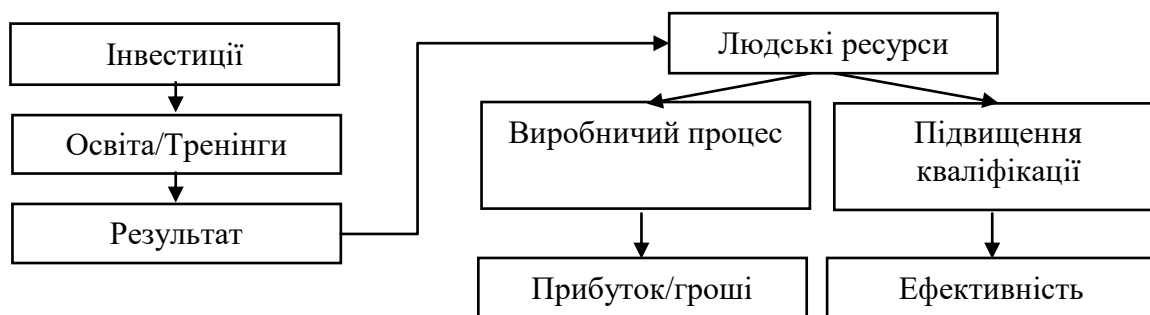 Інвестиції
Освіта/Тренінги
Результат
Людські ресурси
Виробничий процес
Підвищення
кваліфікації
Прибуток/гроші
Ефективність